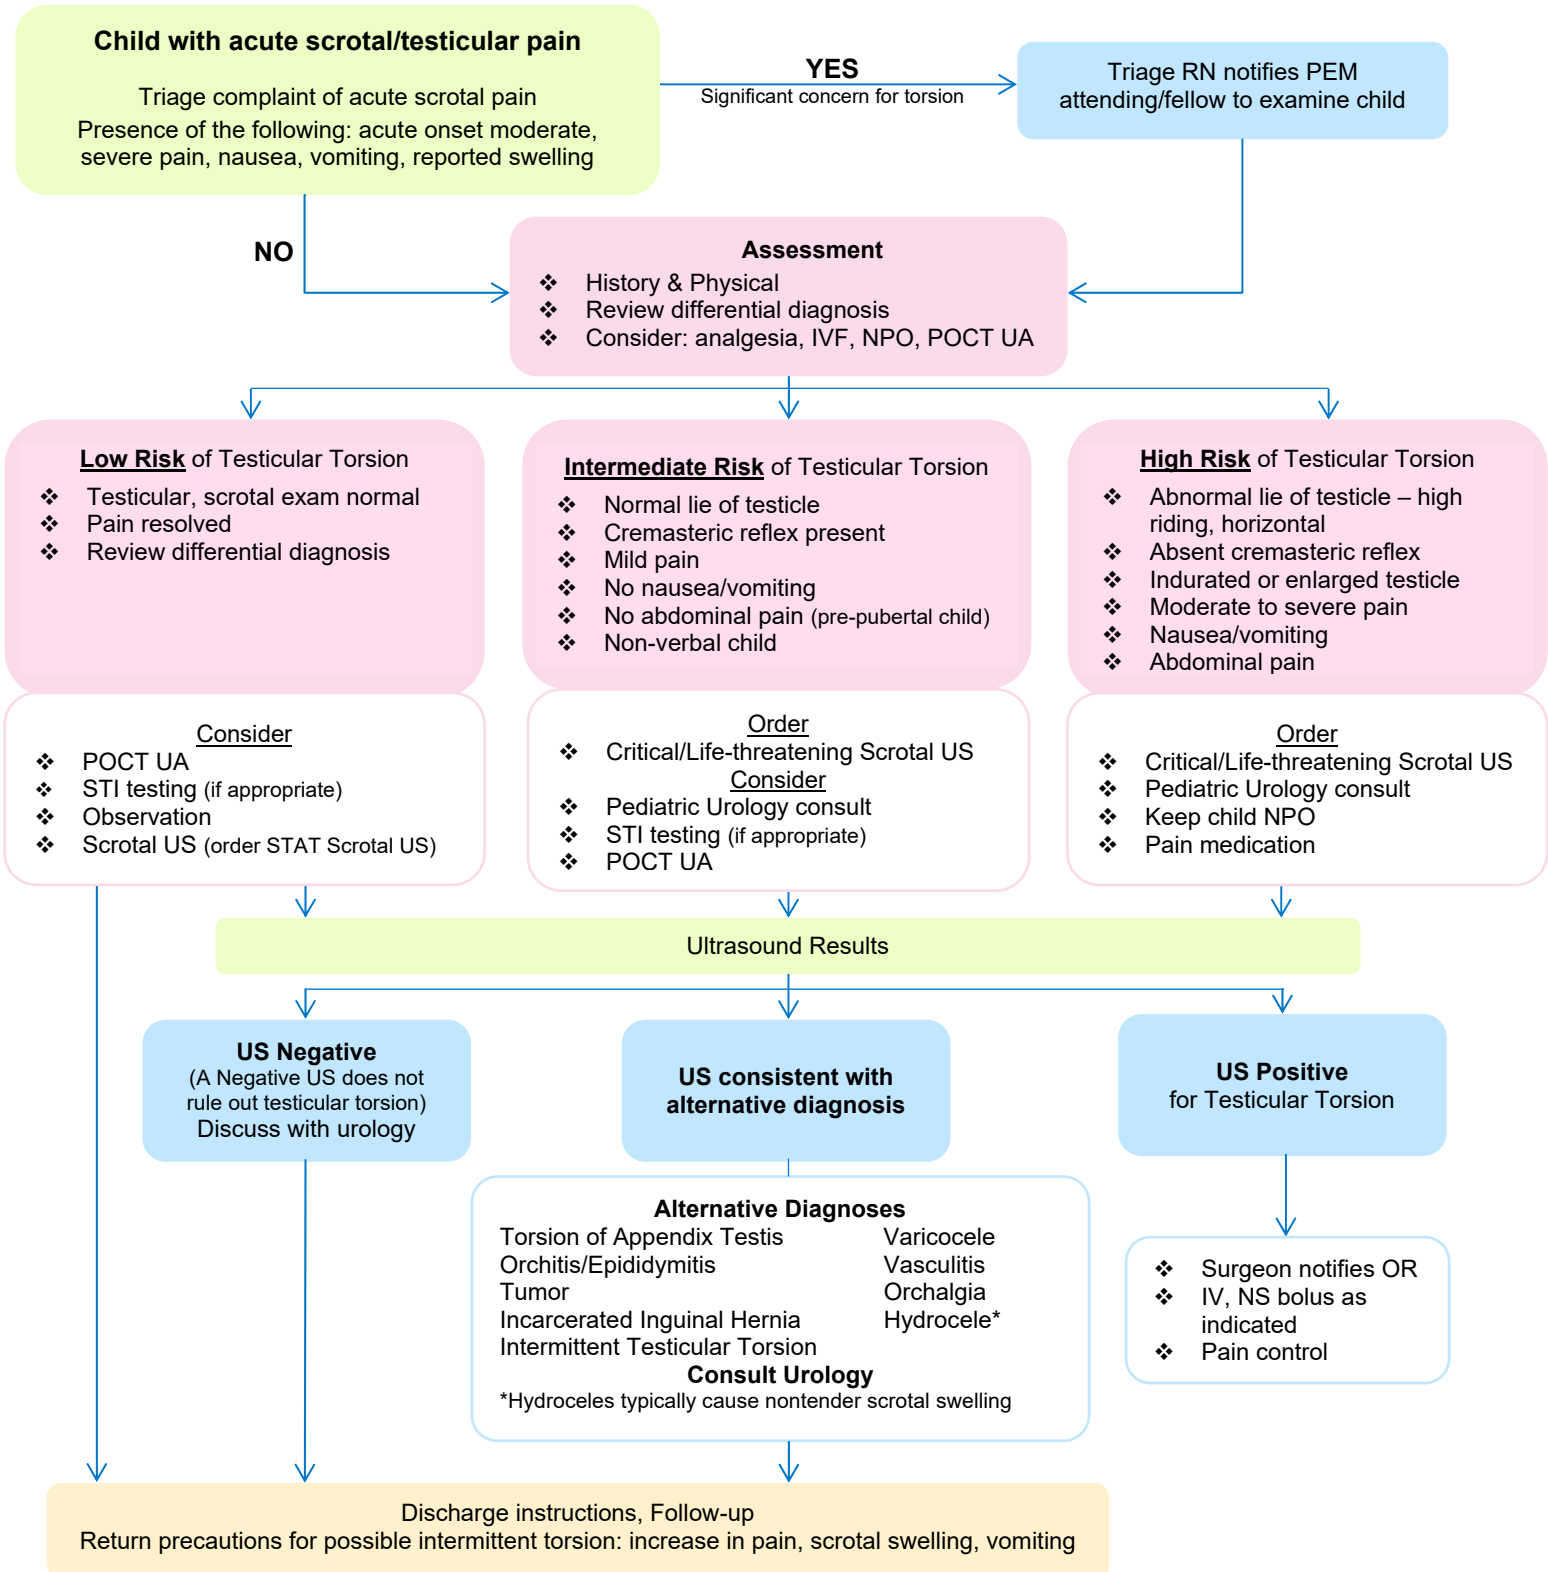 Child with acute scrotal/testicular pain
Triage complaint of acute scrotal pain
Presence of the following: acute onset moderate,
severe pain, nausea, vomiting, reported swelling
YES
Significant concern for torsion
Triage RN notifies PEM
attending/fellow to examine child
NO
Assessment
❖ History & Physical
❖ Review differential diagnosis
❖ Consider: analgesia, IVF, NPO, POCT UA
Low Risk of Testicular Torsion
❖ Testicular, scrotal exam normal
❖ Pain resolved
❖ Review differential diagnosis
Consider
❖ POCT UA
❖ STI testing (if appropriate)
❖ Observation
❖ Scrotal US (order STAT Scrotal US)
Intermediate Risk of Testicular Torsion
❖ Normal lie of testicle
❖ Cremasteric reflex present
❖ Mild pain
❖ No nausea/vomiting
❖ No abdominal pain (pre-pubertal child)
❖ Non-verbal child
Order
❖ Critical/Life-threatening Scrotal US
Consider
❖ Pediatric Urology consult
❖ STI testing (if appropriate)
❖ POCT UA
High Risk of Testicular Torsion
❖ Abnormal lie of testicle – high
riding, horizontal
❖ Absent cremasteric reflex
❖ Indurated or enlarged testicle
❖ Moderate to severe pain
❖ Nausea/vomiting
❖ Abdominal pain
Order
❖ Critical/Life-threatening Scrotal US
❖ Pediatric Urology consult
❖ Keep child NPO
❖ Pain medication
Ultrasound Results
US Negative
(A Negative US does not
rule out testicular torsion)
Discuss with urology
US consistent with
alternative diagnosis
US Positive
for Testicular Torsion
Alternative Diagnoses
Torsion of Appendix Testis
Orchitis/Epididymitis
Tumor
Incarcerated Inguinal Hernia
Intermittent Testicular Torsion
Varicocele
Vasculitis
Orchalgia
Hydrocele*
Consult Urology
*Hydroceles typically cause nontender scrotal swelling
❖ Surgeon notifies OR
❖ IV, NS bolus as
indicated
❖ Pain control
Discharge instructions, Follow-up
Return precautions for possible intermittent torsion: increase in pain, scrotal swelling, vomiting